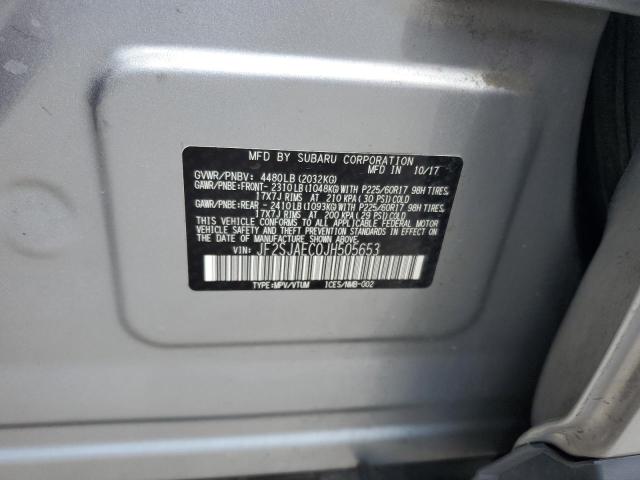 MFD BY SUBARU CORPORATION
MFD IN 10/17
GVWR/PNBV: 4480LB (2032KG)
GAWR/PNBE:FRONT- 2310LB(1048KG)WITH P225/60R17 98H TIRES,
17X7J RIMS AT 210 KPA(30 PSI)COLD
GAWR/PNBE:REAR - 2410LB(1093KG)WITH P225/60R17 98H TIRES,
17X7J RIMS AT 200 KPA(29 PSI)COLD
THIS VEHICLE CONFORMS TO ALL APPLICABLE FEDERAL MOTOR
VEHICLE SAFETY STANDARDS IN EFFECT ON THE DATE OF
MANUFACTURE SHOWN ABOVE.
VIN: JF2SJAEC0JH505653
TYPE:MPV/VTUM ICES/NMB-002